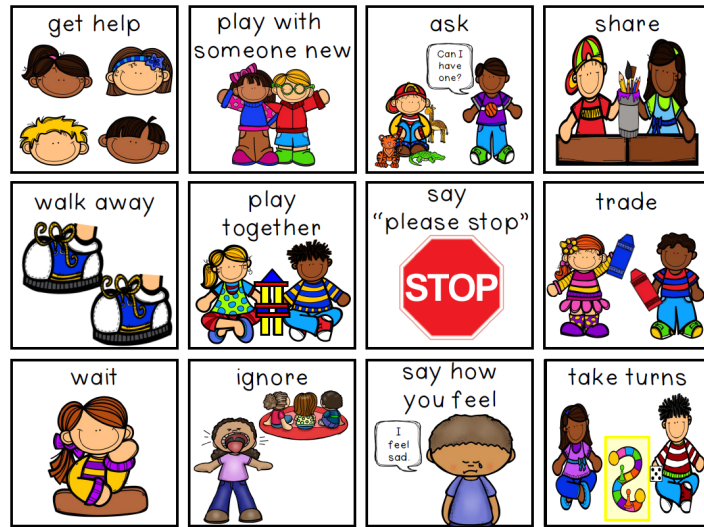 get help
play with
someone new
ask
Can I
have
one?
share
CANADA
walk away
play
together
say
“please stop”
STOP
trade
wait
ignore
say how
you feel
I
feel
sad.
take turns